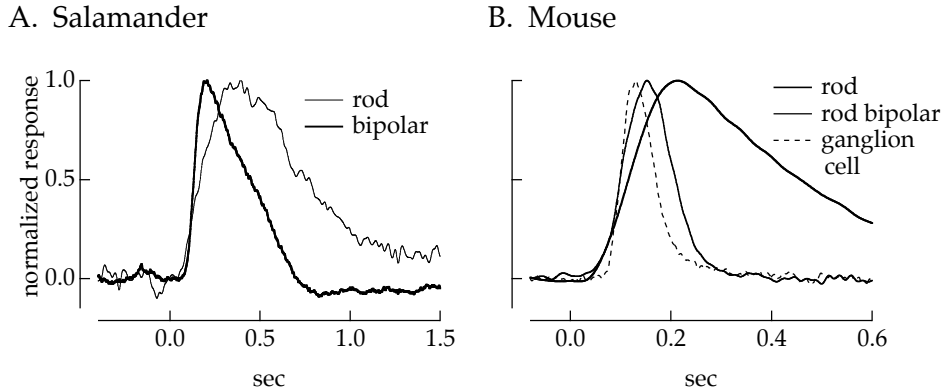 A. Salamander
normalized response
1.0
0.5
0.0
rod
bipolar
0.0 0.5 1.0 1.5
sec
B. Mouse
rod
rod bipolar
ganglion
cell
0.0 0.2 0.4 0.6
sec